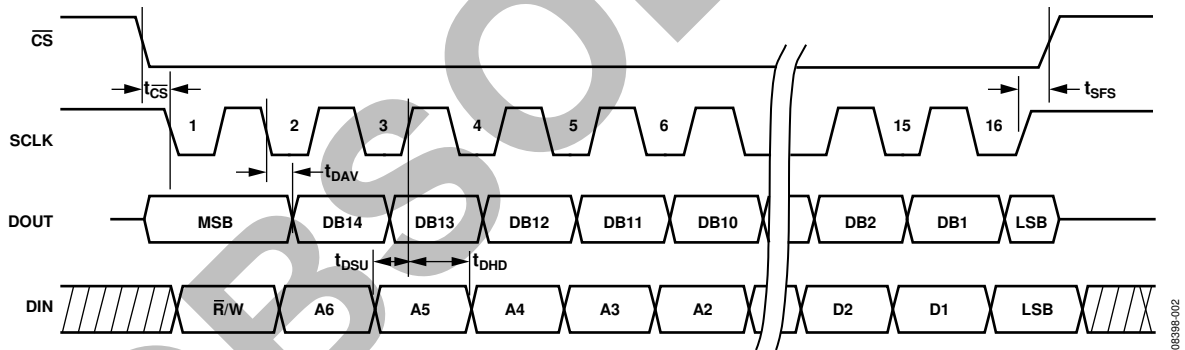 CS
tCS
tSFS
SCLK
1 2 3 4 5 6 15 16
tDAV
DOUT
MSB DB14 DB13 DB12 DB11 DB10 DB2 DB1 LSB
tDSU tDHD
DIN
R/W A6 A5 A4 A3 A2 D2 D1 LSB
08398-002
OBSOLE